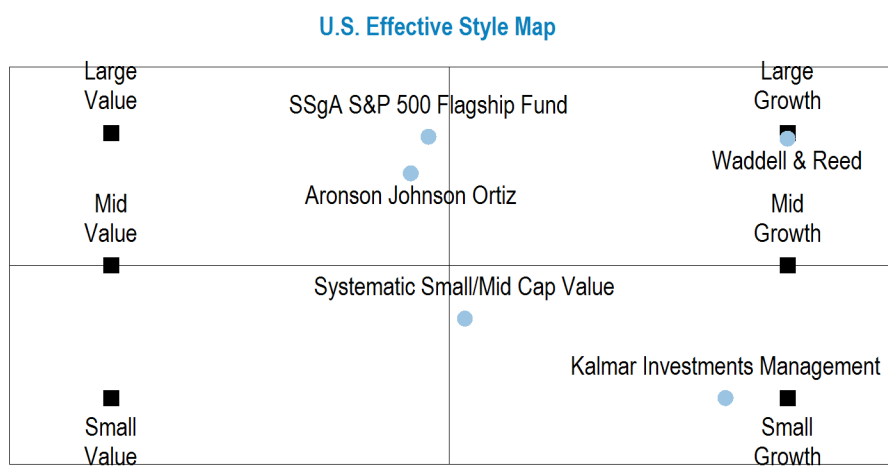 U.S. Effective Style Map
Large
Value
Large
Growth
SSgA S&P 500 Flagship Fund
Waddell & Reed
Aronson Johnson Ortiz
Mid
Value
Mid
Growth
Systematic Small/Mid Cap Value
Kalmar Investments Management
Small
Value
Small
Growth